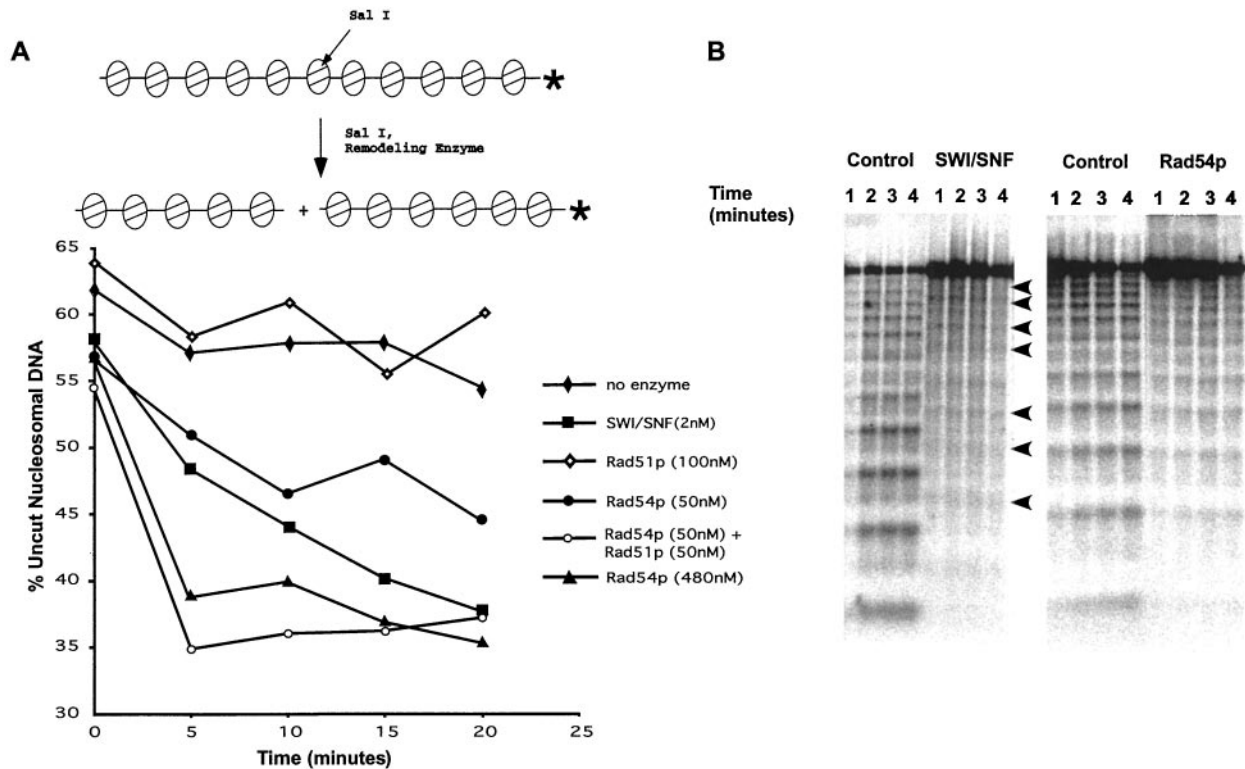 A
Sal I
*
Sal I,
Remodeling Enzyme
+
*
65
60
55
50
45
40
35
30
% Uncut Nucleosomal DNA
0 5 10 15 20 25
Time (minutes)
no enzyme
SWI/SNF(2nM)
Rad51p (100nM)
Rad54p (50nM)
Rad54p (50nM) +
Rad51p (50nM)
Rad54p (480nM)
B
Control SWI/SNF Control Rad54p
Time
(minutes)
1 2 3 4 1 2 3 4 1 2 3 4 1 2 3 4